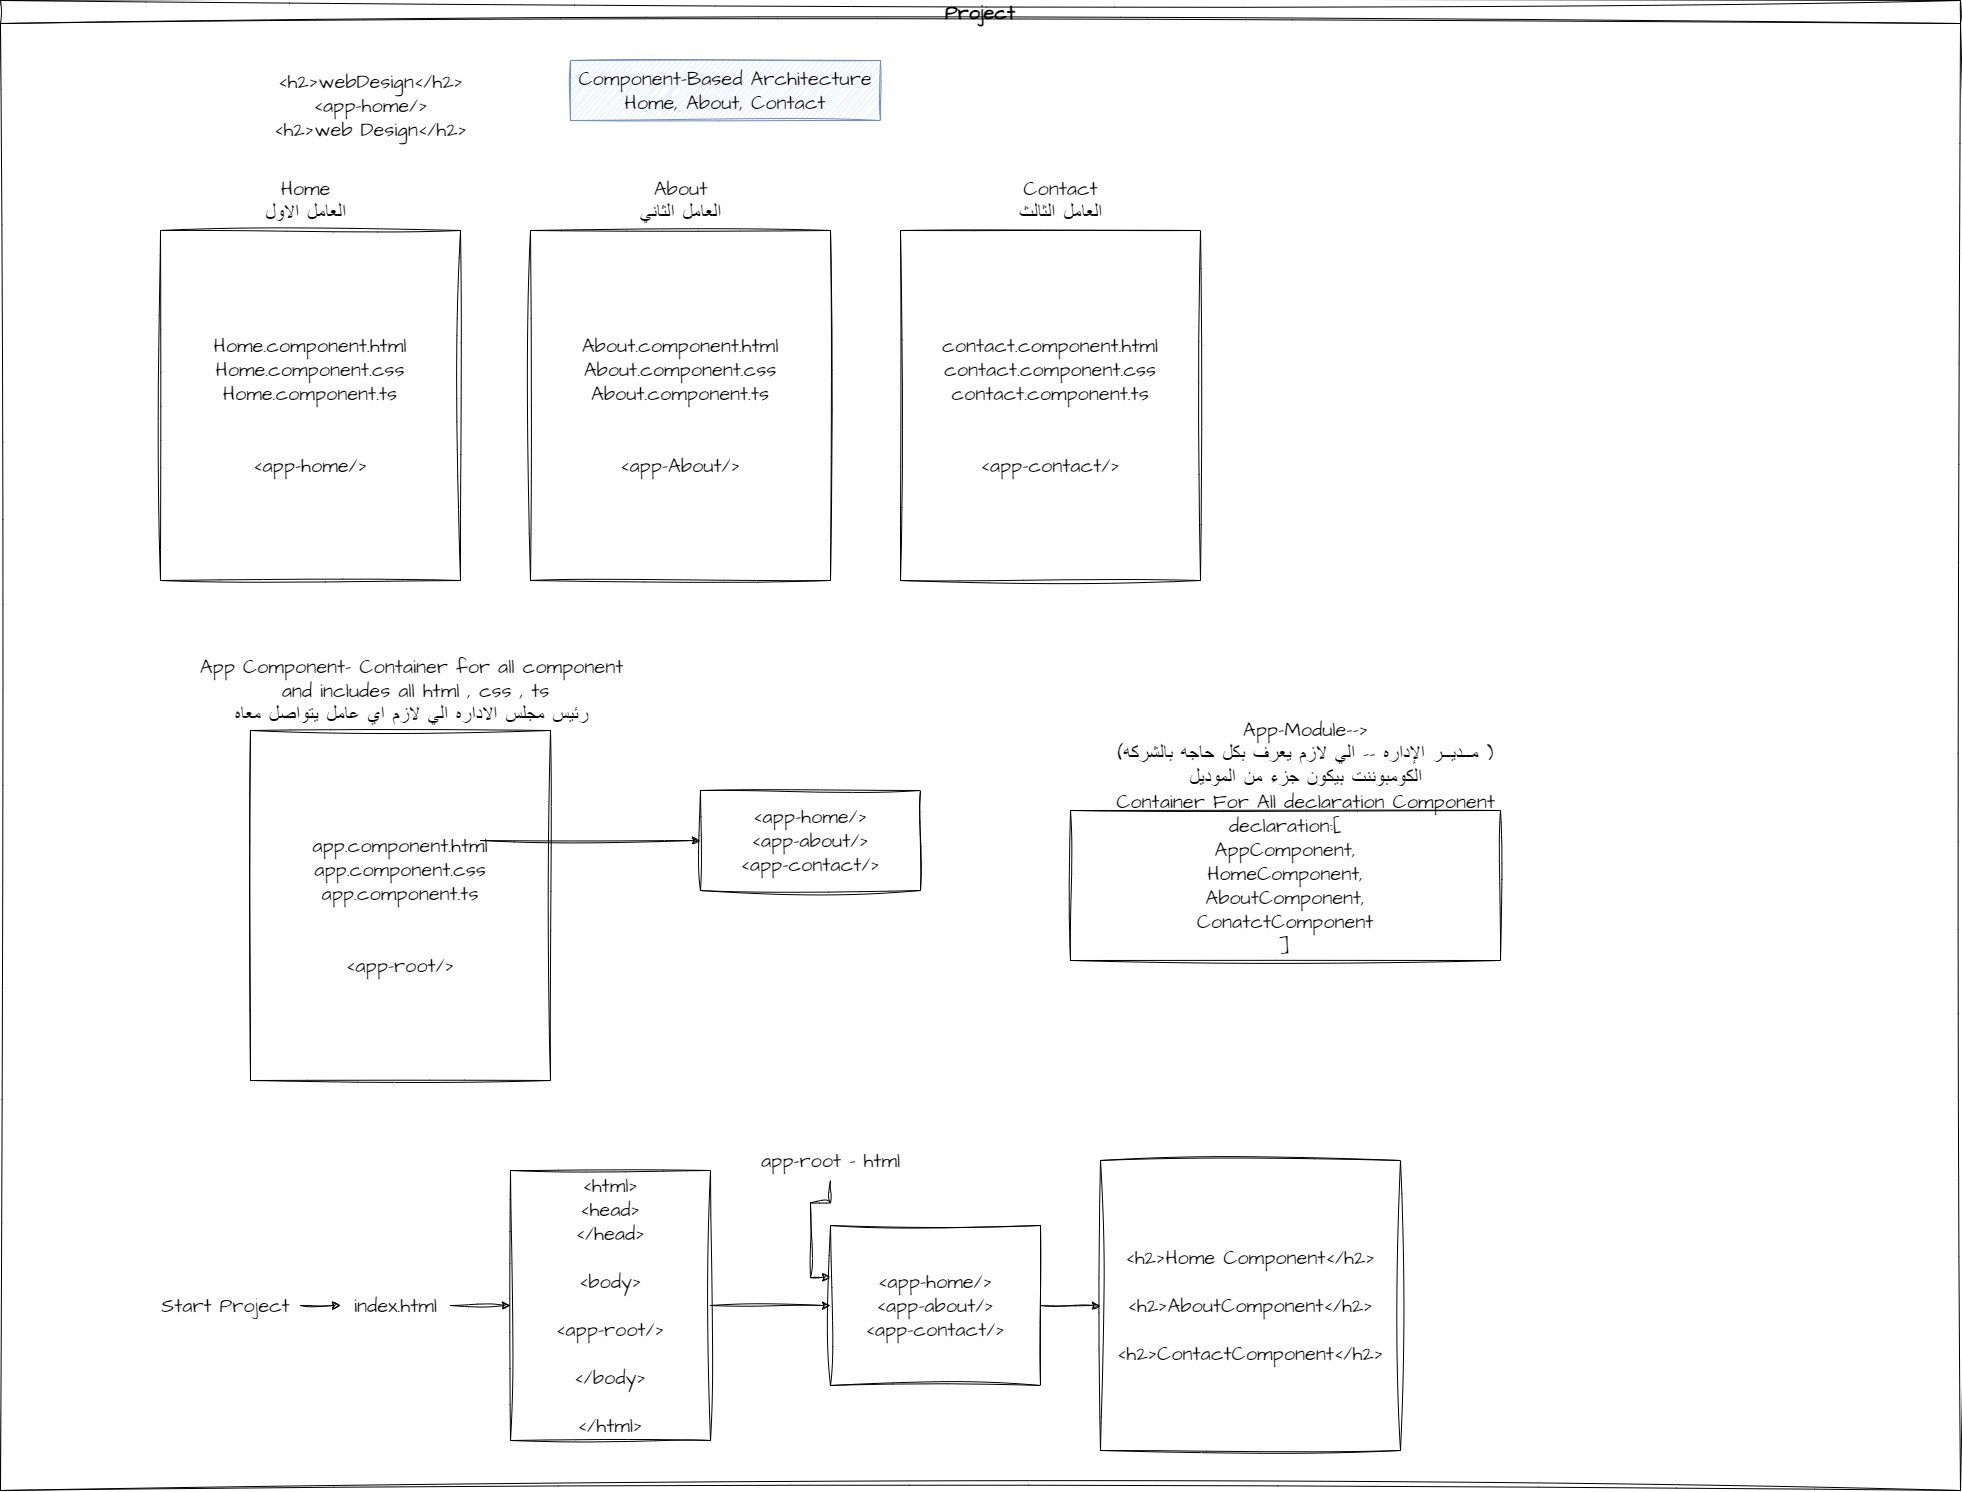 Project
<h2>webDesign</h2>
<app-home/>
<h2>web Design</h2>
Component-Based Architecture
Home, About, Contact
Home
العامل الاول
About
العامل الثاني
Contact
العامل الثالث
Home.component.html
Home.component.css
Home.component.ts
<app-home/>
About.component.html
About.component.css
About.component.ts
<app-About/>
contact.component.html
contact.component.css
contact.component.ts
<app-contact/>
App Component- Container for all component
and includes all html , css , ts
رئيس مجلس الاداره الي لازم اي عامل يتواصل معاه
app.component.html
app.component.css
app.component.ts
<app-root/>
<app-home/>
<app-about/>
<app-contact/>
App-Module-->
( مــديــر الإداره -- الي لازم يعرف بكل حاجه بالشركه)
الكومبوننت بيكون جزء من الموديل
Container For All declaration Component
declaration:[
AppComponent,
HomeComponent,
AboutComponent,
ConatctComponent
]
Start Project
index.html
<html>
<head>
</head>
<body>
<app-root/>
</body>
</html>
app-root - html
<app-home/>
<app-about/>
<app-contact/>
<h2>Home Component</h2>
<h2>AboutComponent</h2>
<h2>ContactComponent</h2>